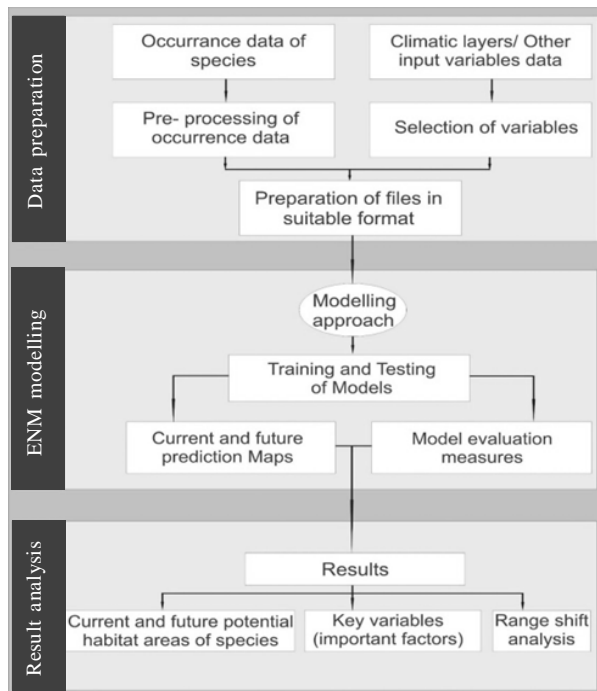 Data preparation
Occurrance data of
species
Climatic layers/ Other
input variables data
Pre- processing of
occurrence data
Selection of variables
Preparation of files in
suitable format
ENM modelling
Modelling
approach
Training and Testing
of Models
Current and future
prediction Maps
Model evaluation
measures
Result analysis
Results
Current and future potential
habitat areas of species
Key variables
(important factors)
Range shift
analysis